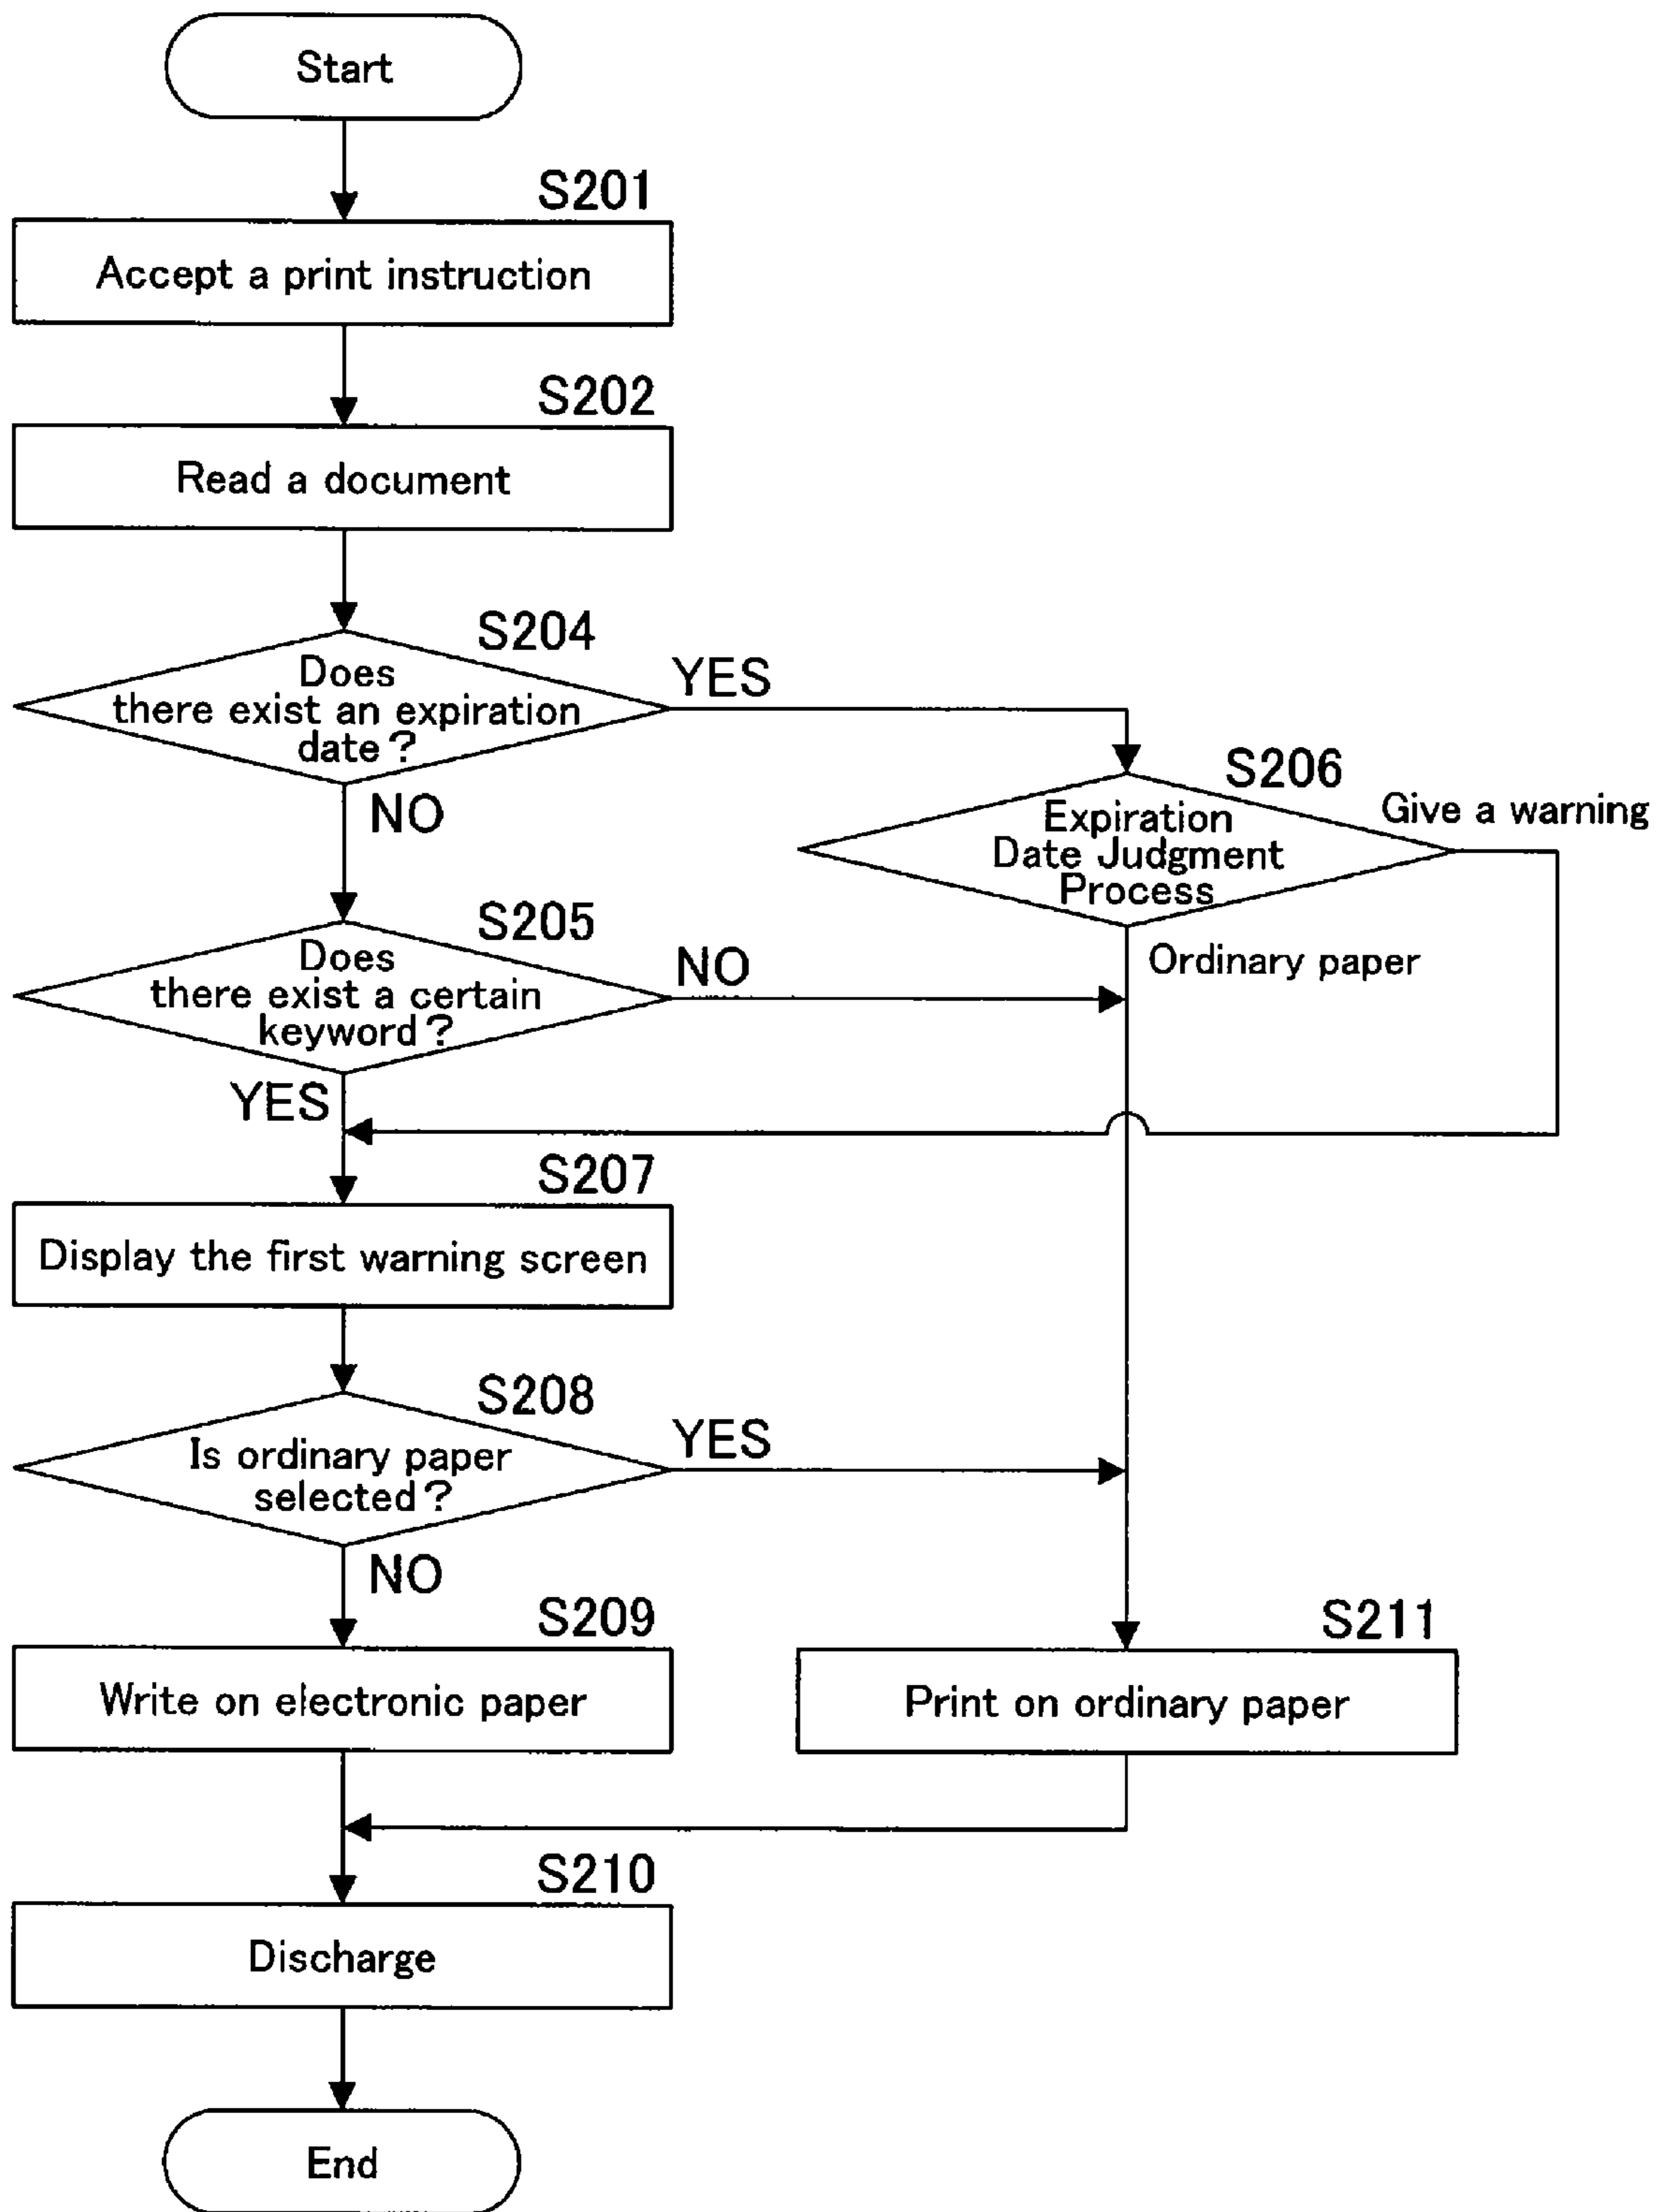 Start
S201
Accept a print instruction
S202
Read a document
S204
Does
there exist an expiration
date?
YES
NO
S206
Expiration
Date Judgment
Process
Give a warning
Ordinary paper
S205
Does
there exist a certain
keyword?
NO
YES
S207
Display the first warning screen
S208
Is ordinary paper
selected?
YES
NO
S209
Write on electronic paper
S211
Print on ordinary paper
S210
Discharge
End